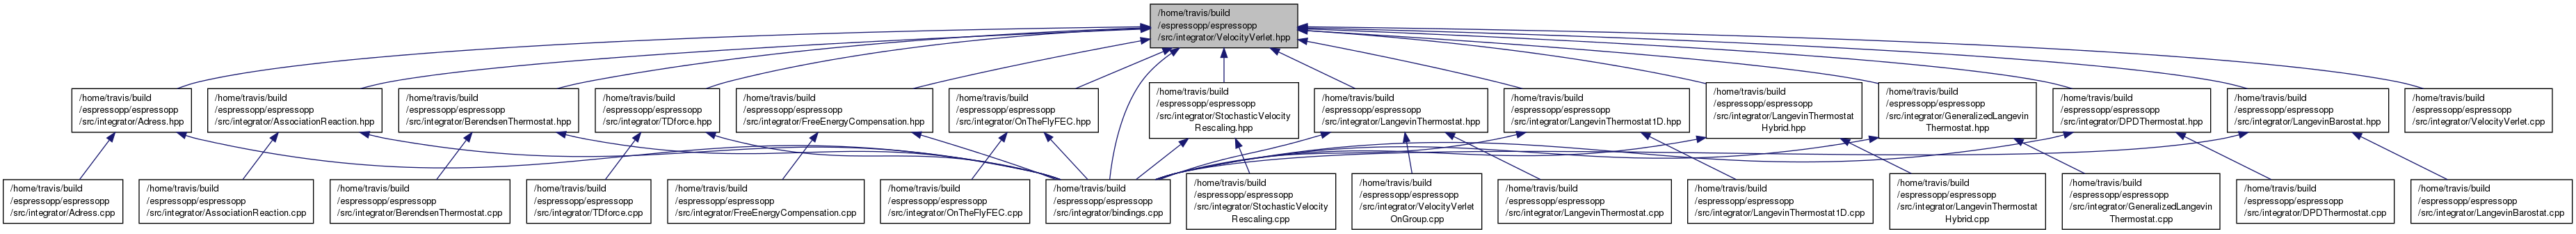 /home/travis/build
/espressopp/espressopp
/src/integrator/VelocityVerlet.hpp
/home/travis/build
/espressopp/espressopp
/src/integrator/Adress.hpp
/home/travis/build
/espressopp/espressopp
/src/integrator/AssociationReaction.hpp
/home/travis/build
/espressopp/espressopp
/src/integrator/BerendsenThermostat.hpp
/home/travis/build
/espressopp/espressopp
/src/integrator/TDforce.hpp
/home/travis/build
/espressopp/espressopp
/src/integrator/FreeEnergyCompensation.hpp
/home/travis/build
/espressopp/espressopp
/src/integrator/OnTheFlyFEC.hpp
/home/travis/build
/espressopp/espressopp
/src/integrator/StochasticVelocity
Rescaling.hpp
/home/travis/build
/espressopp/espressopp
/src/integrator/LangevinThermostat.hpp
/home/travis/build
/espressopp/espressopp
/src/integrator/LangevinThermostat1D.hpp
/home/travis/build
/espressopp/espressopp
/src/integrator/LangevinThermostat
Hybrid.hpp
/home/travis/build
/espressopp/espressopp
/src/integrator/GeneralizedLangevin
Thermostat.hpp
/home/travis/build
/espressopp/espressopp
/src/integrator/DPDThermostat.hpp
/home/travis/build
/espressopp/espressopp
/src/integrator/LangevinBarostat.hpp
/home/travis/build
/espressopp/espressopp
/src/integrator/VelocityVerlet.cpp
/home/travis/build
/espressopp/espressopp
/src/integrator/Adress.cpp
/home/travis/build
/espressopp/espressopp
/src/integrator/AssociationReaction.cpp
/home/travis/build
/espressopp/espressopp
/src/integrator/BerendsenThermostat.cpp
/home/travis/build
/espressopp/espressopp
/src/integrator/TDforce.cpp
/home/travis/build
/espressopp/espressopp
/src/integrator/FreeEnergyCompensation.cpp
/home/travis/build
/espressopp/espressopp
/src/integrator/OnTheFlyFEC.cpp
/home/travis/build
/espressopp/espressopp
/src/integrator/bindings.cpp
/home/travis/build
/espressopp/espressopp
/src/integrator/StochasticVelocity
Rescaling.cpp
/home/travis/build
/espressopp/espressopp
/src/integrator/VelocityVerlet
OnGroup.cpp
/home/travis/build
/espressopp/espressopp
/src/integrator/LangevinThermostat.cpp
/home/travis/build
/espressopp/espressopp
/src/integrator/LangevinThermostat1D.cpp
/home/travis/build
/espressopp/espressopp
/src/integrator/LangevinThermostat
Hybrid.cpp
/home/travis/build
/espressopp/espressopp
/src/integrator/GeneralizedLangevin
Thermostat.cpp
/home/travis/build
/espressopp/espressopp
/src/integrator/DPDThermostat.cpp
/home/travis/build
/espressopp/espressopp
/src/integrator/LangevinBarostat.cpp